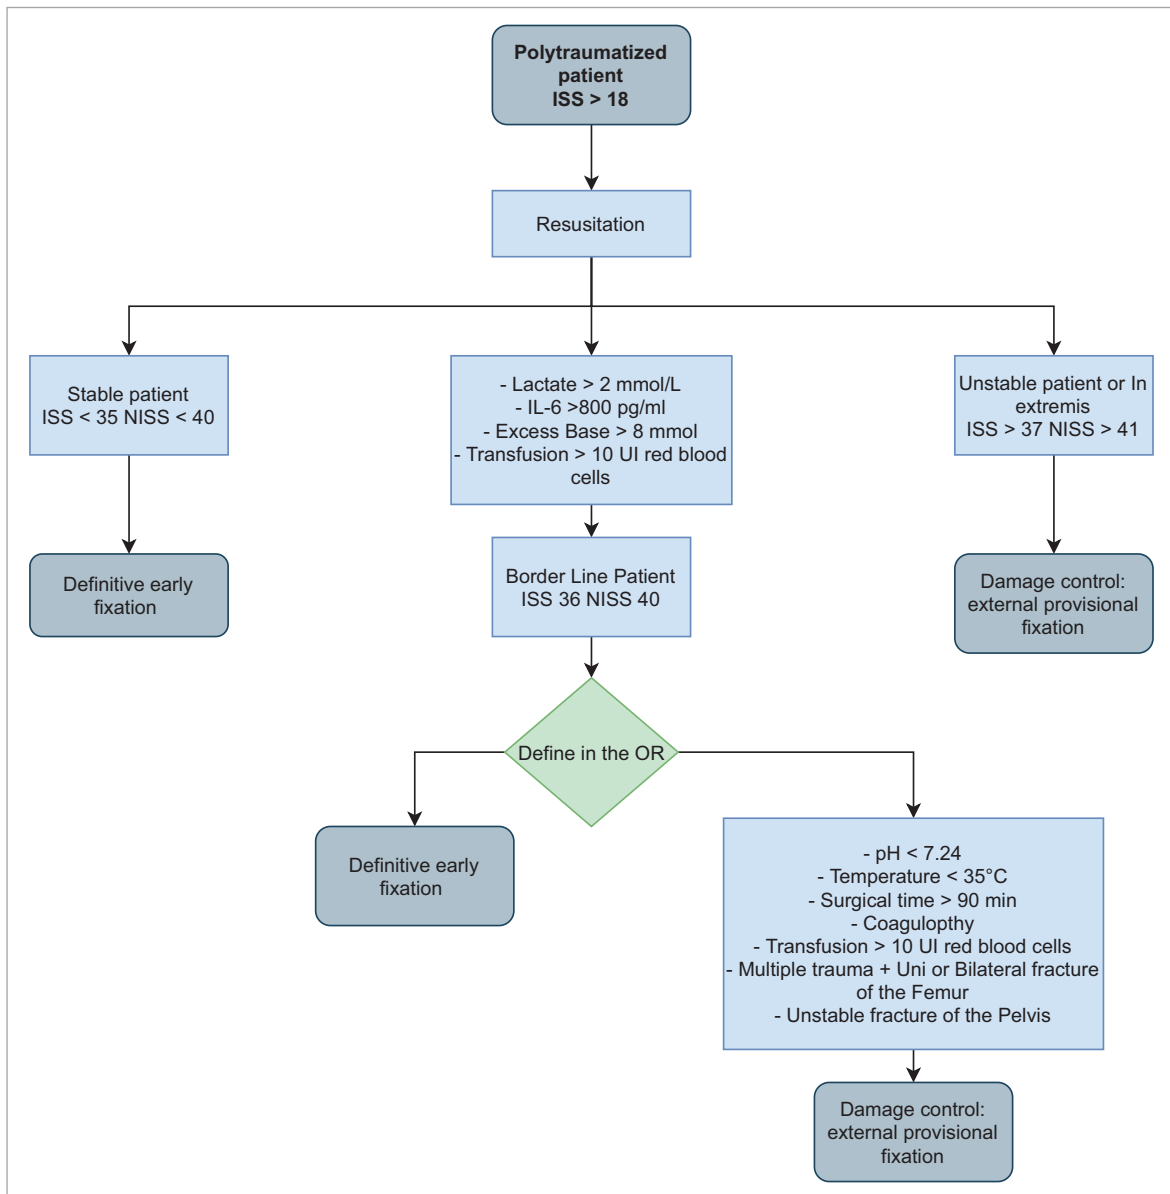 Polytraumatized
patient
ISS > 18
Resusitation
Stable patient
ISS < 35 NISS < 40
- Lactate > 2 mmol/L
- IL-6 >800 pg/ml
- Excess Base > 8 mmol
- Transfusion > 10 UI red blood
cells
Unstable patient or In
extremis
ISS > 37 NISS > 41
Definitive early
fixation
Border Line Patient
ISS 36 NISS 40
Damage control:
external provisional
fixation
Define in the OR
Definitive early
fixation
- pH < 7.24
- Temperature < 35°C
- Surgical time > 90 min
- Coagulopthy
- Transfusion > 10 UI red blood cells
- Multiple trauma + Uni or Bilateral fracture
of the Femur
- Unstable fracture of the Pelvis
Damage control:
external provisional
fixation